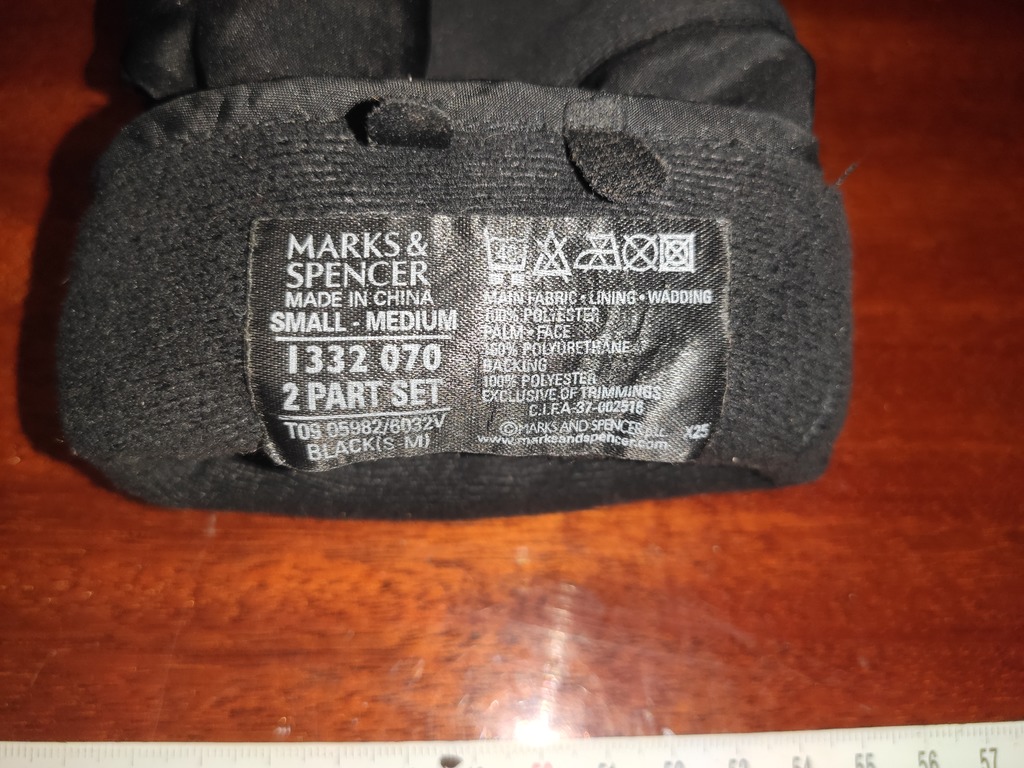 MARKS &
SPENCER
MADE IN CHINA
SMALL - MEDIUM
1332 070
2 PART SET
T09 05982/6032V
BLACK(S M)
MAIN FABRIC • LINING • WADDING
100% POLYESTER
PALM • FACE
100% POLYURETHANE
BACKING
100% POLYESTER
EXCLUSIVE OF TRIMMINGS
C.I.F.A-37-002516
©MARKS AND SPENCER PLC
www.marksandspencer.com
X25
53 54 55 56 57